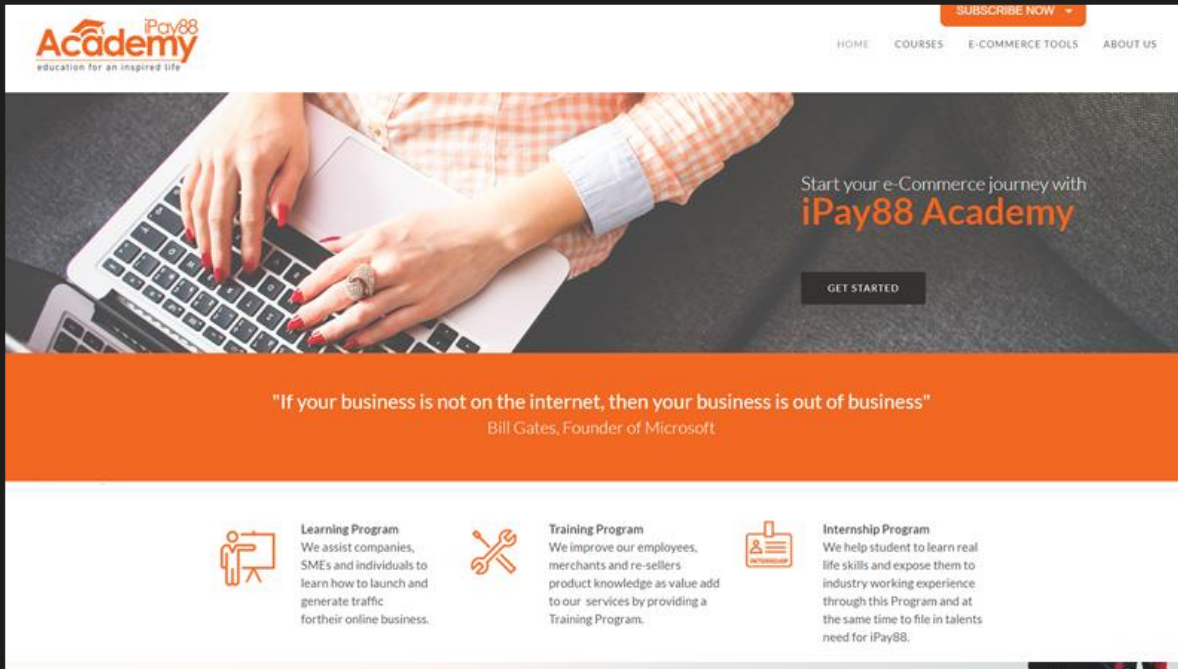 iPay88
Academy
education for an inspired life
SUBSCRIBE NOW
HOME COURSES E-COMMERCE TOOLS ABOUT US
Start your e-Commerce journey with
iPay88 Academy
GET STARTED
"If your business is not on the internet, then your business is out of business"
Bill Gates, Founder of Microsoft
Learning Program
We assist companies,
SMEs and individuals to
learn how to launch and
generate traffic
fortheir online business.
Training Program
We improve our employees,
merchants and re-sellers
product knowledge as value add
to our services by providing a
Training Program.
INTERNSHIP
Internship Program
We help student to learn real
life skills and expose them to
industry working experience
through this Program and at
the same time to file in talents
need for iPay88.